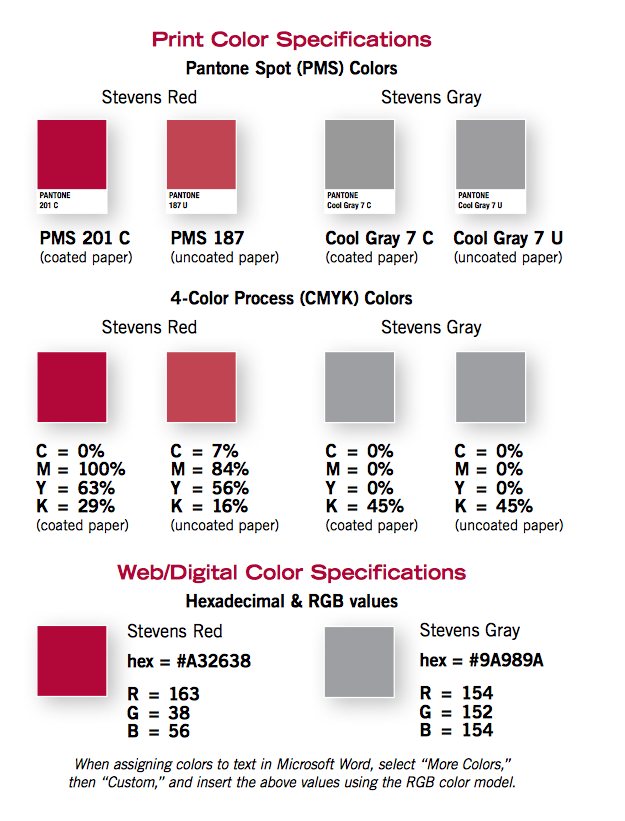 Print Color Specifications
Pantone Spot (PMS) Colors
Stevens Red
Stevens Gray
PANTONE
201 C
PANTONE
187 U
PANTONE
Cool Gray 7 C
PANTONE
Cool Gray 7 U
PMS 201 C
(coated paper)
PMS 187
(uncoated paper)
Cool Gray 7 C
(coated paper)
Cool Gray 7 U
(uncoated paper)
4-Color Process (CMYK) Colors
Stevens Red
Stevens Gray
C = 0%
M = 100%
Y = 63%
K = 29%
(coated paper)
C = 7%
M = 84%
Y = 56%
K = 16%
(uncoated paper)
C = 0%
M = 0%
Y = 0%
K = 45%
(coated paper)
C = 0%
M = 0%
Y = 0%
K = 45%
(uncoated paper)
Web/Digital Color Specifications
Hexadecimal & RGB values
Stevens Red
hex = #A32638
R = 163
G = 38
B = 56
Stevens Gray
hex = #9A989A
R = 154
G = 152
B = 154
When assigning colors to text in Microsoft Word, select “More Colors,”
then “Custom,” and insert the above values using the RGB color model.